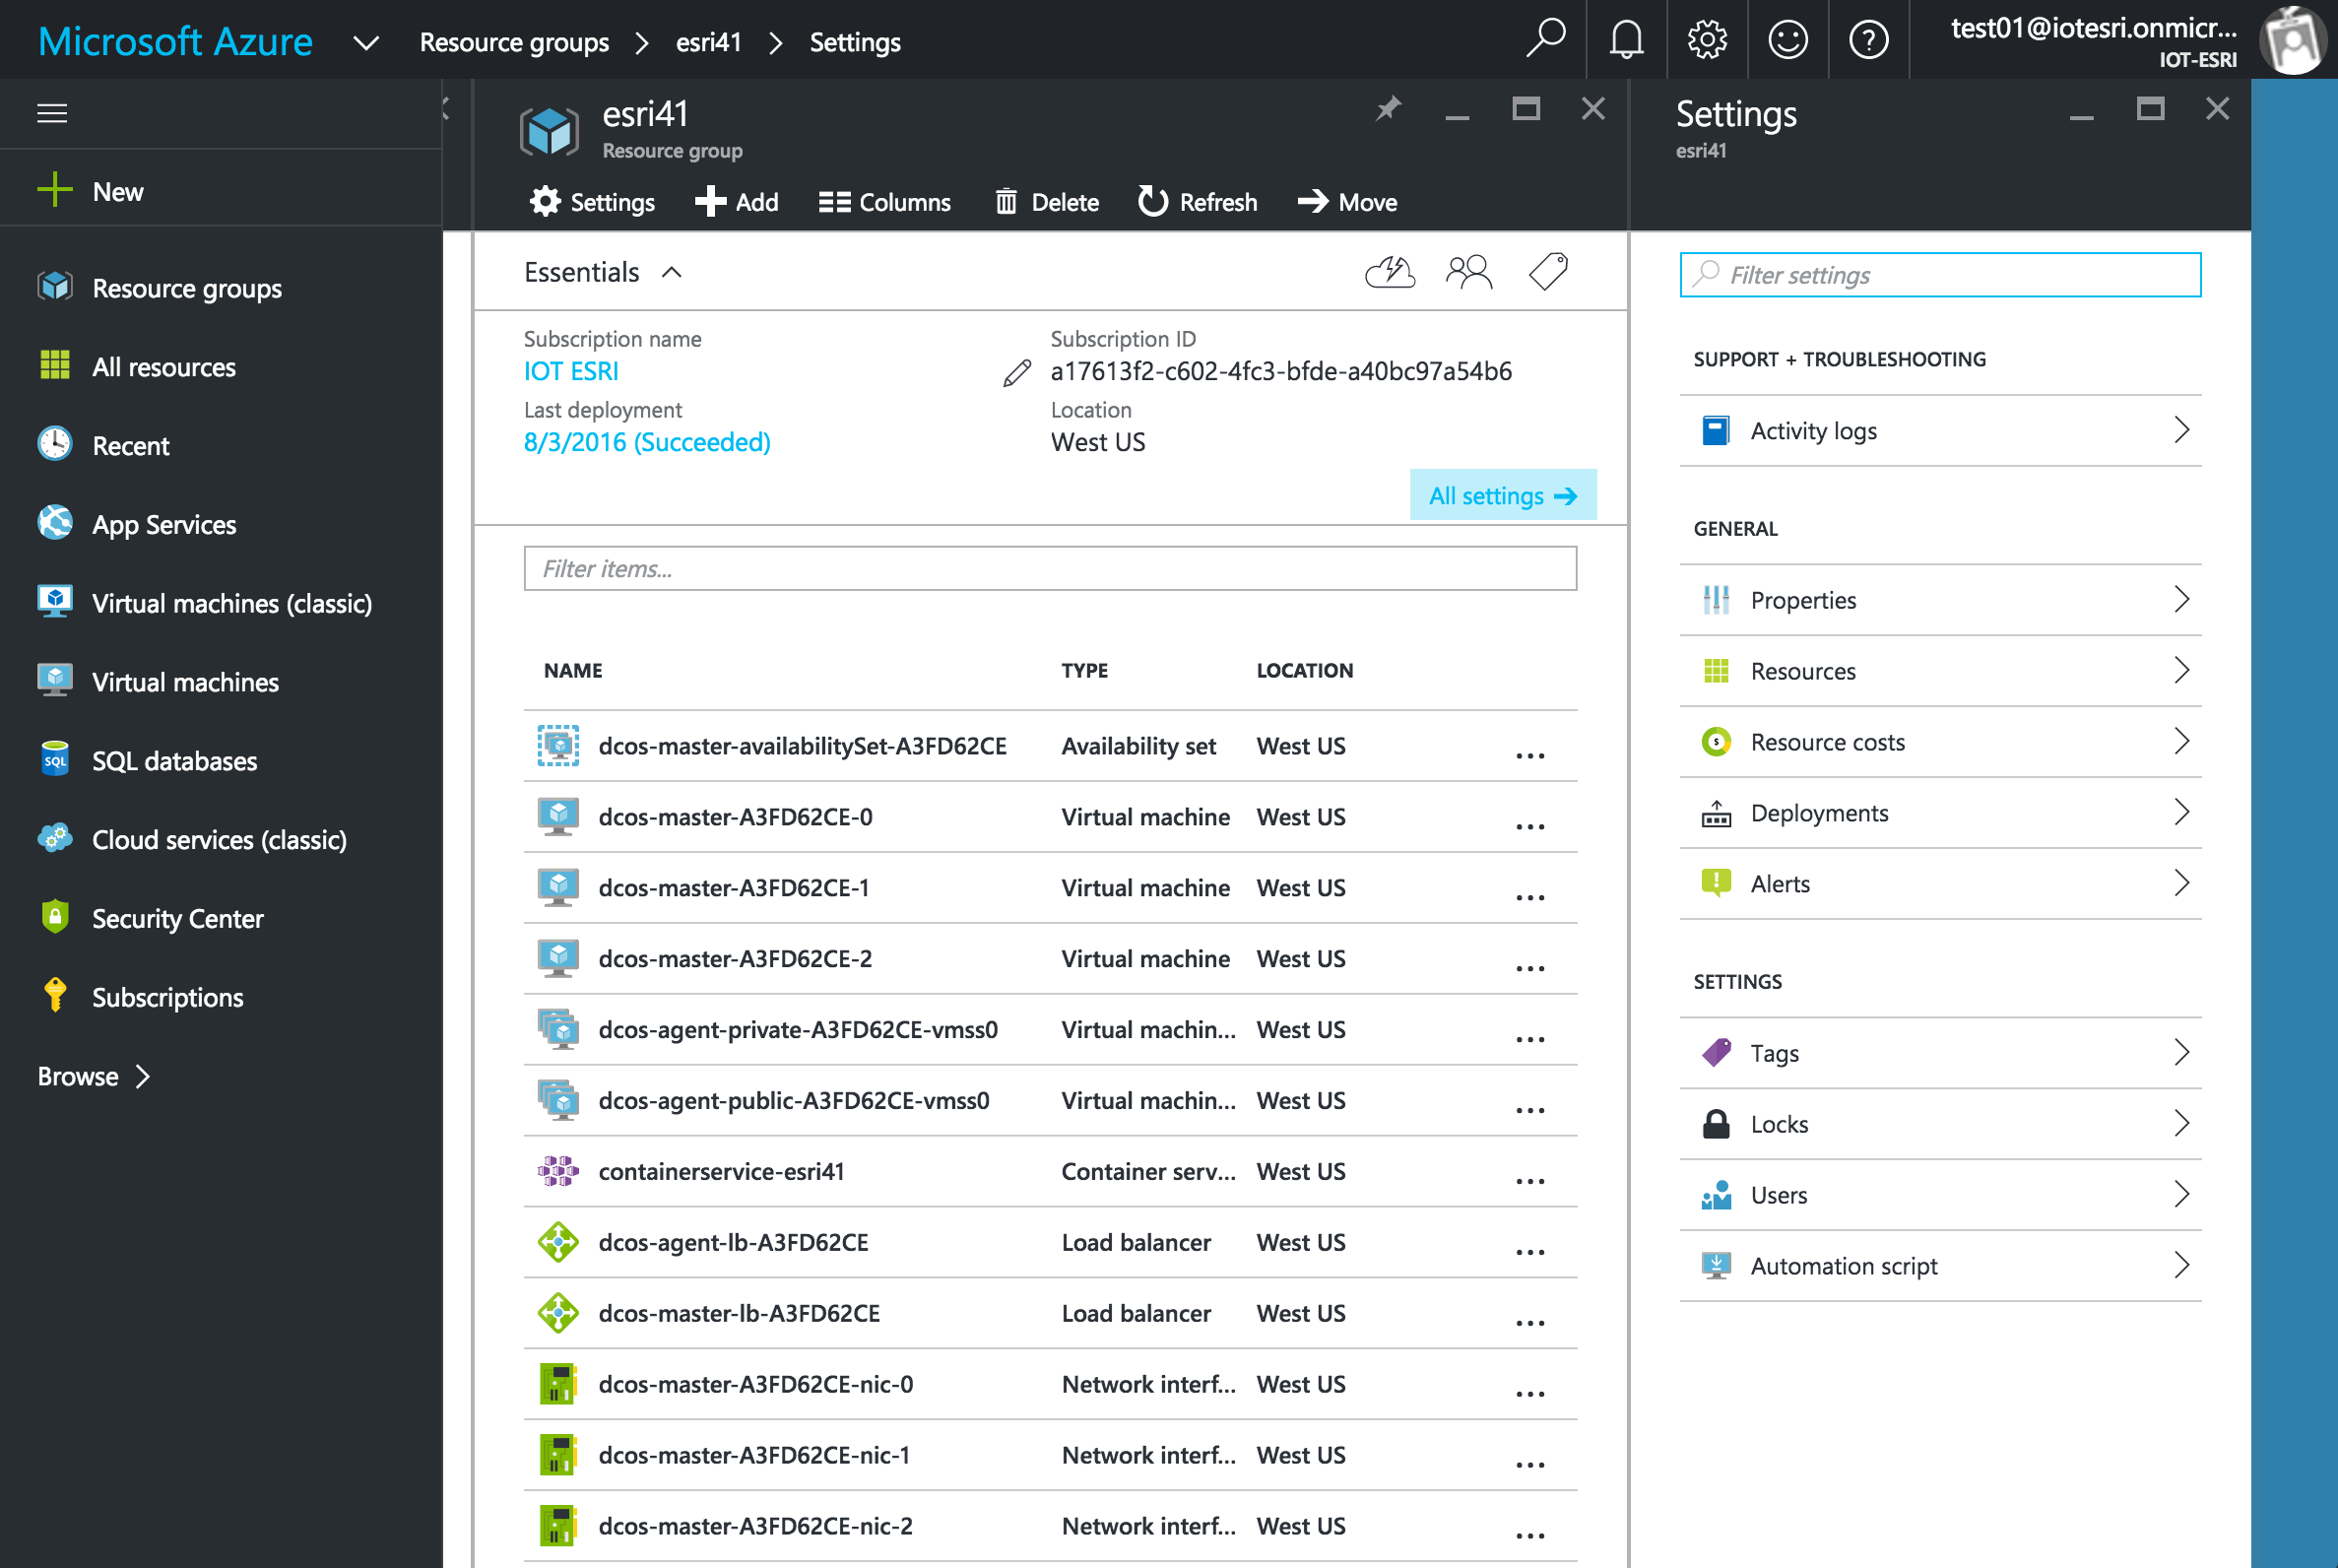 Microsoft Azure
Resource groups > esri41 > Settings
test01@iotesri.onmicr...
IOT-ESRI
New
Resource groups
All resources
Recent
App Services
Virtual machines (classic)
Virtual machines
SQL
SQL databases
Cloud services (classic)
Security Center
Subscriptions
Browse >
esri41
Resource group
Settings Add Columns Delete Refresh Move
Essentials
Subscription name
IOT ESRI
Subscription ID
a17613f2-c602-4fc3-bfde-a40bc97a54b6
Last deployment
8/3/2016 (Succeeded)
Location
West US
All settings →
Filter items...
NAME TYPE LOCATION
dcos-master-availabilitySet-A3FD62CE Availability set West US ...
dcos-master-A3FD62CE-0 Virtual machine West US ...
dcos-master-A3FD62CE-1 Virtual machine West US ...
dcos-master-A3FD62CE-2 Virtual machine West US ...
dcos-agent-private-A3FD62CE-vmss0 Virtual machin... West US ...
dcos-agent-public-A3FD62CE-vmss0 Virtual machin... West US ...
containerservice-esri41 Container serv... West US ...
dcos-agent-lb-A3FD62CE Load balancer West US ...
dcos-master-lb-A3FD62CE Load balancer West US ...
dcos-master-A3FD62CE-nic-0 Network interf... West US ...
dcos-master-A3FD62CE-nic-1 Network interf... West US ...
dcos-master-A3FD62CE-nic-2 Network interf... West US ...
Settings
esri41
Filter settings
SUPPORT + TROUBLESHOOTING
Activity logs
GENERAL
Properties
Resources
Resource costs
Deployments
Alerts
SETTINGS
Tags
Locks
Users
Automation script